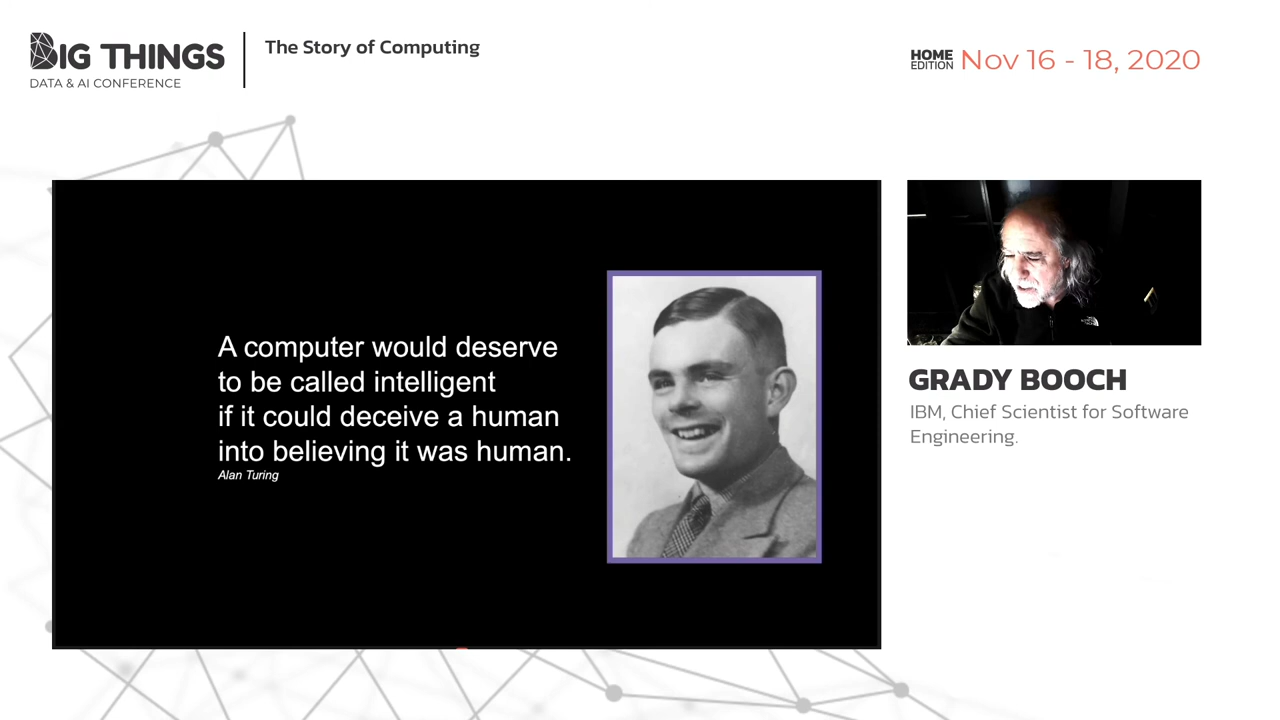 BIG THINGS
DATA & AI CONFERENCE
The Story of Computing
HOME
EDITION
Nov 16 - 18, 2020
A computer would deserve
to be called intelligent
if it could deceive a human
into believing it was human.
Alan Turing
GRADY BOOCH
IBM, Chief Scientist for Software
Engineering.